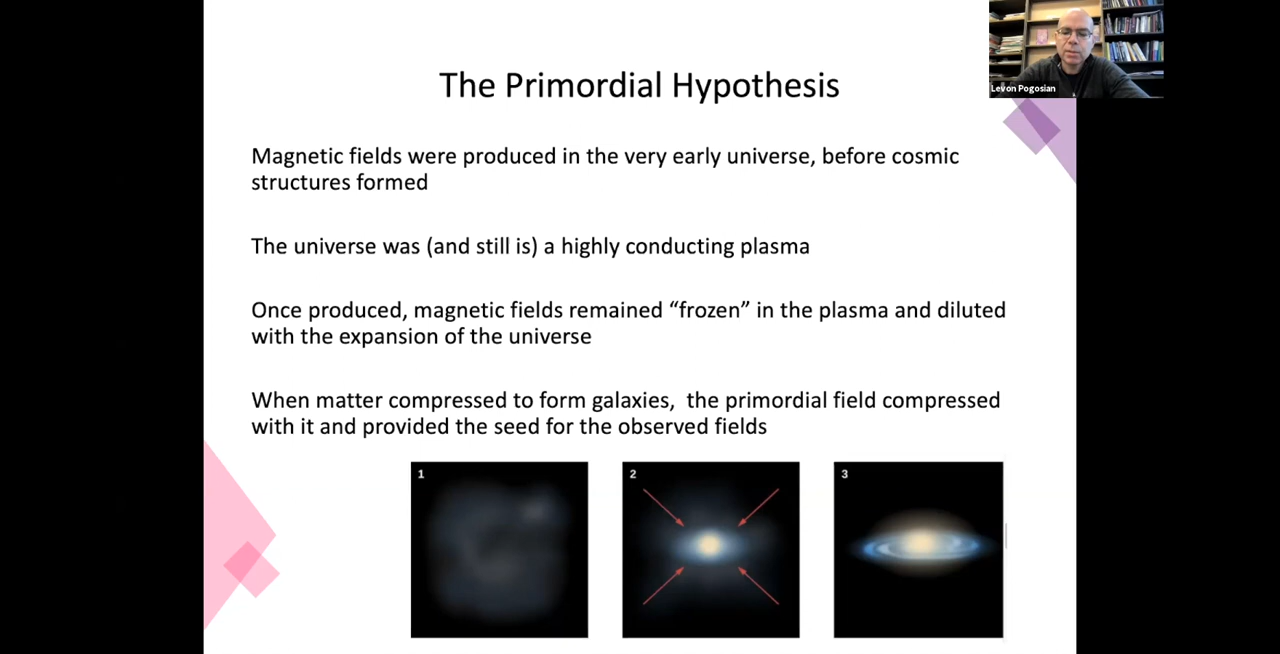 The Primordial Hypothesis
Levon Pogosian
Magnetic fields were produced in the very early universe, before cosmic
structures formed
The universe was (and still is) a highly conducting plasma
Once produced, magnetic fields remained “frozen” in the plasma and diluted
with the expansion of the universe
When matter compressed to form galaxies,  the primordial field compressed
with it and provided the seed for the observed fields
1
2
3